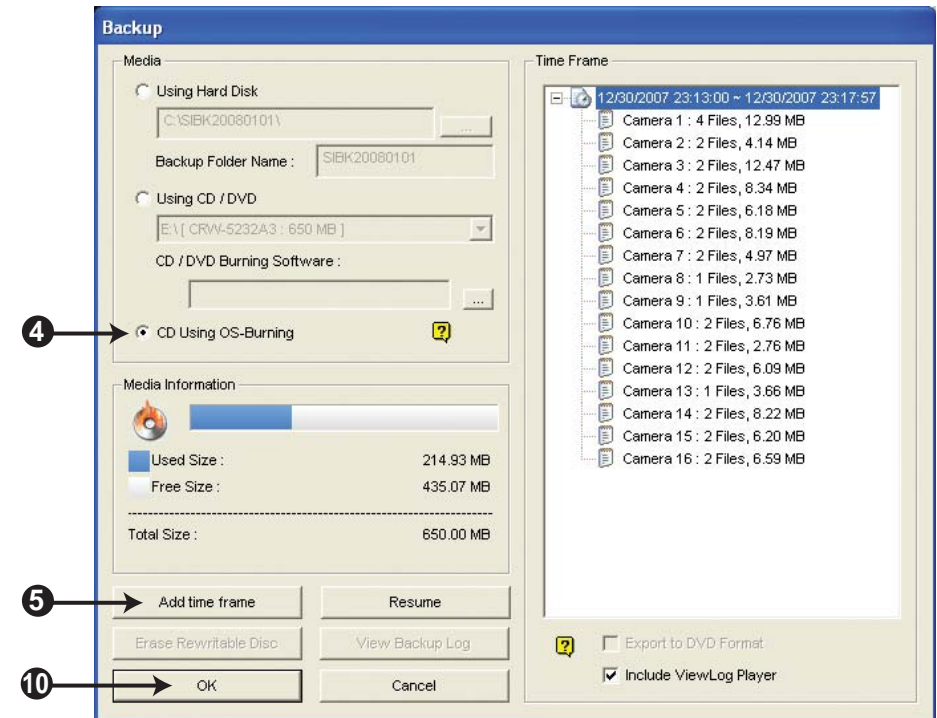 Backup
Media
Using Hard Disk
C:\SIBK20080101\
...
Backup Folder Name :
SIBK20080101
Using CD / DVD
E:\ [ CRW-5232A3 : 650 MB ]
CD / DVD Burning Software :
...
4
CD Using OS-Burning
?
Media Information
Used Size : 214.93 MB
Free Size : 435.07 MB
Total Size : 650.00 MB
5
Add time frame
Resume
Erase Rewritable Disc
View Backup Log
10
OK
Cancel
Time Frame
12/30/2007 23:13:00 ~ 12/30/2007 23:17:57
Camera 1 : 4 Files, 12.99 MB
Camera 2 : 2 Files, 4.14 MB
Camera 3 : 2 Files, 12.47 MB
Camera 4 : 2 Files, 8.34 MB
Camera 5 : 2 Files, 6.18 MB
Camera 6 : 2 Files, 8.19 MB
Camera 7 : 2 Files, 4.97 MB
Camera 8 : 1 Files, 2.73 MB
Camera 9 : 1 Files, 3.61 MB
Camera 10 : 2 Files, 6.76 MB
Camera 11 : 2 Files, 2.76 MB
Camera 12 : 2 Files, 6.09 MB
Camera 13 : 1 Files, 3.66 MB
Camera 14 : 2 Files, 8.22 MB
Camera 15 : 2 Files, 6.20 MB
Camera 16 : 2 Files, 6.59 MB
?
Export to DVD Format
Include ViewLog Player